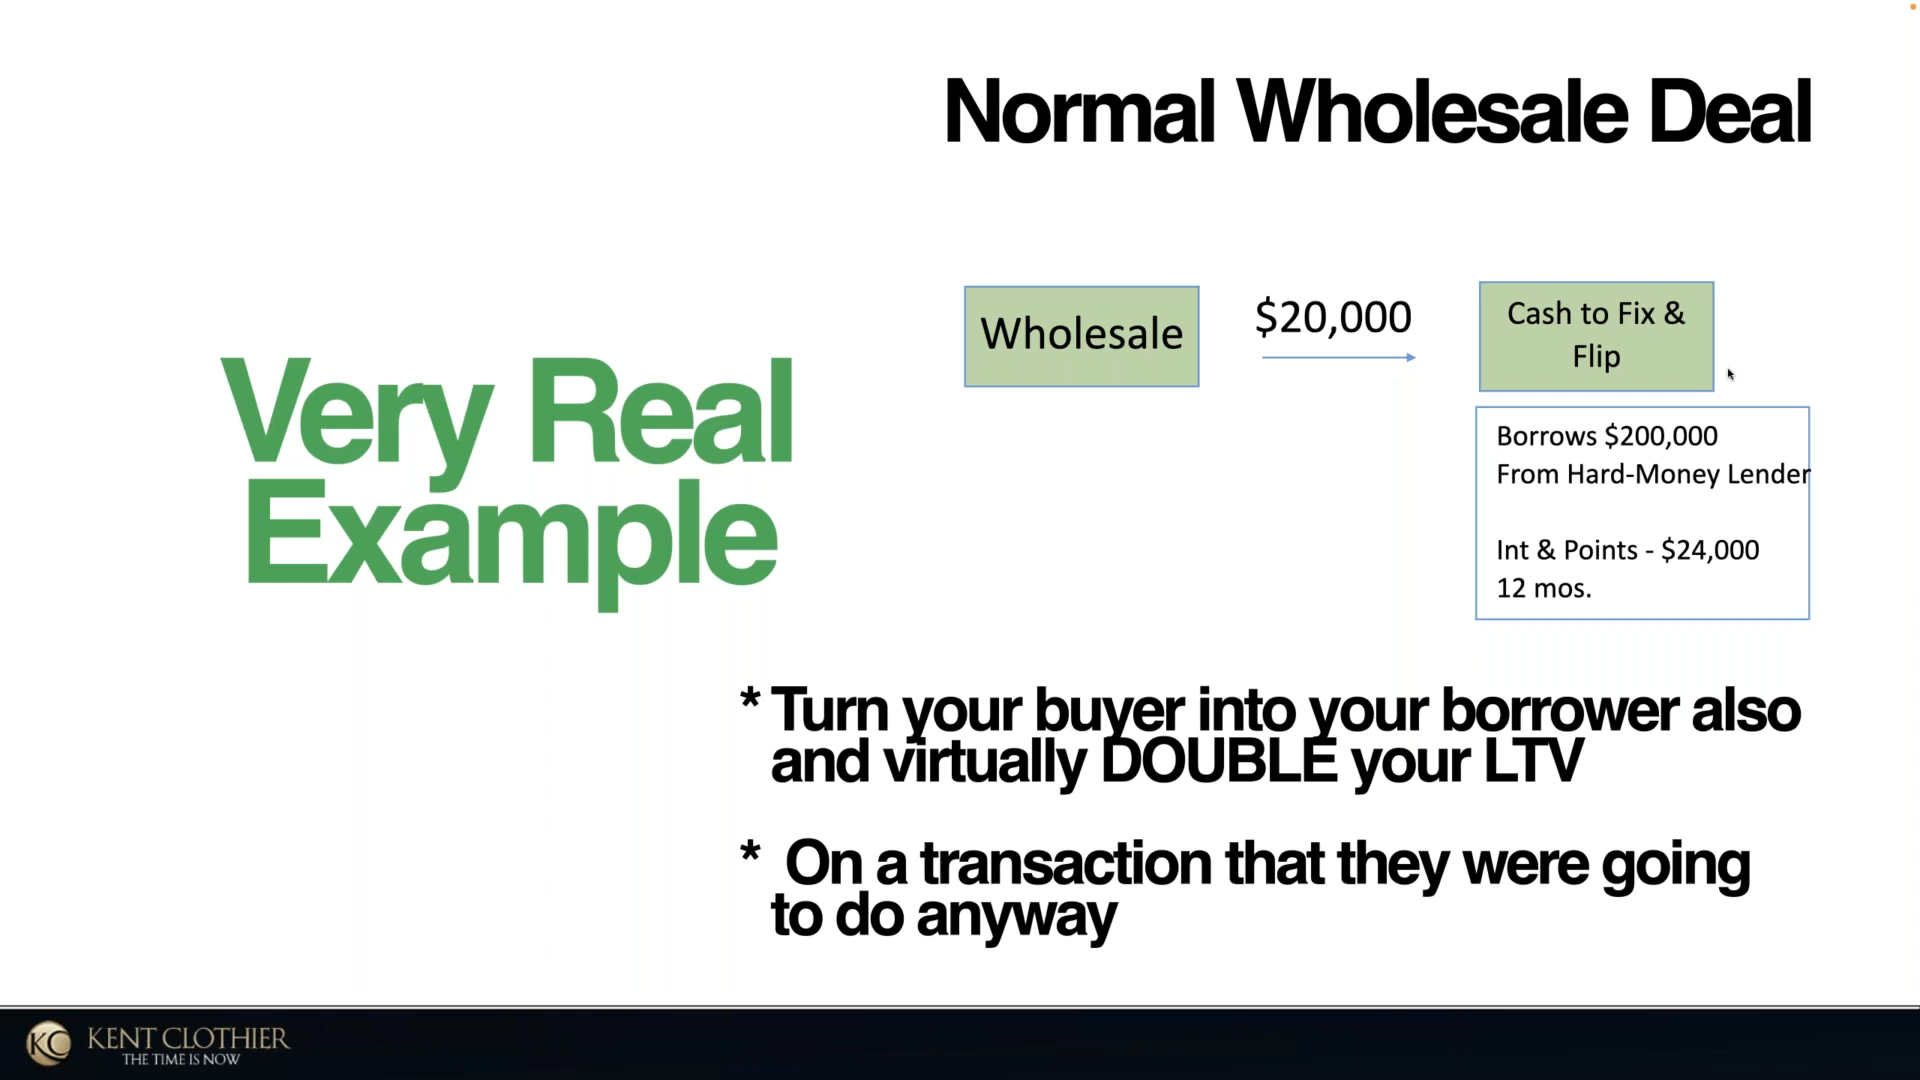 Normal Wholesale Deal
Very Real
Example
Wholesale
$20,000
Cash to Fix &
Flip
Borrows $200,000
From Hard-Money Lender
Int & Points - $24,000
12 mos.
* Turn your buyer into your borrower also
and virtually DOUBLE your LTV
* On a transaction that they were going
to do anyway
KC KENT CLOTHIER
THE TIME IS NOW